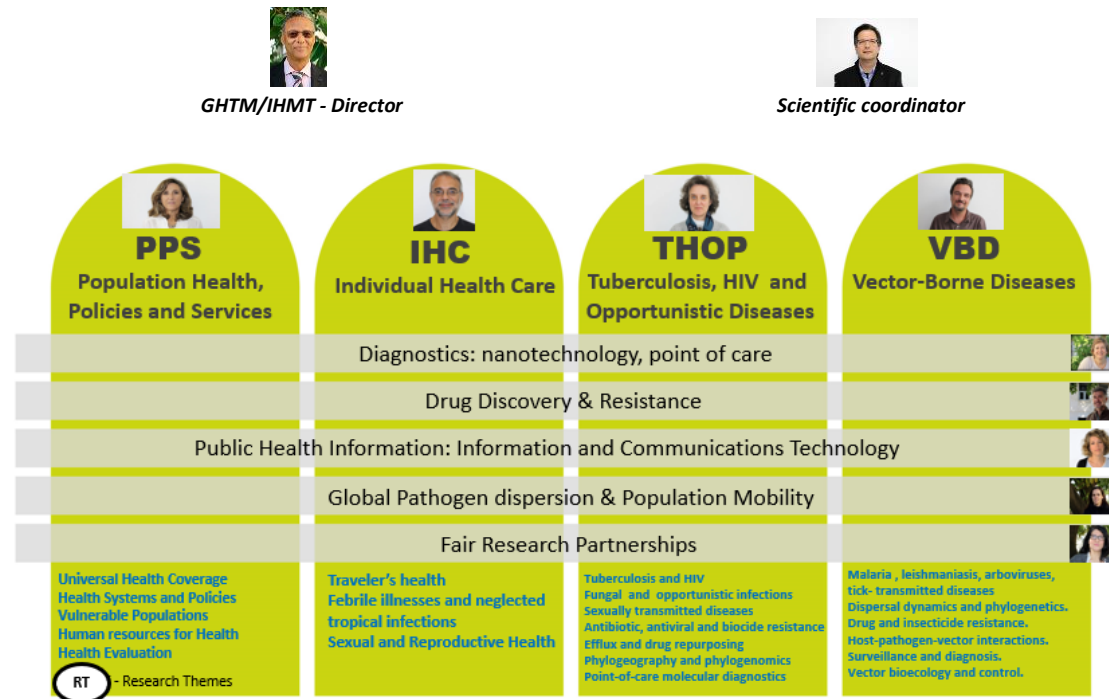 GHTM/IHMT - Director
Scientific coordinator
PPS
Population Health,
Policies and Services
IHC
Individual Health Care
THOP
Tuberculosis, HIV and
Opportunistic Diseases
VBD
Vector-Borne Diseases
Diagnostics: nanotechnology, point of care
Drug Discovery & Resistance
Public Health Information: Information and Communications Technology
Global Pathogen dispersion & Population Mobility
Fair Research Partnerships
Universal Health Coverage
Health Systems and Policies
Vulnerable Populations
Human resources for Health
Health Evaluation
RT - Research Themes
Traveler's health
Febrile illnesses and neglected
tropical infections
Sexual and Reproductive Health
Tuberculosis and HIV
Fungal and opportunistic infections
Sexually transmitted diseases
Antibiotic, antiviral and biocide resistance
Efflux and drug repurposing
Phylogeography and phylogenomics
Point-of-care molecular diagnostics
Malaria , leishmaniasis, arboviruses,
tick- transmitted diseases
Dispersal dynamics and phylogenetics.
Drug and insecticide resistance.
Host-pathogen-vector interactions.
Surveillance and diagnosis.
Vector bioecology and control.